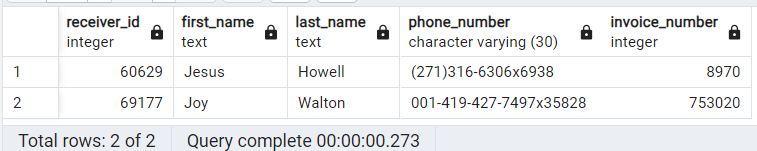 receiver_id first_name last_name phone_number invoice_number
integer text text character varying (30) integer
1 60629 Jesus Howell (271)316-6306x6938 8970
2 69177 Joy Walton 001-419-427-7497x35828 753020
Total rows: 2 of 2 Query complete 00:00:00.273